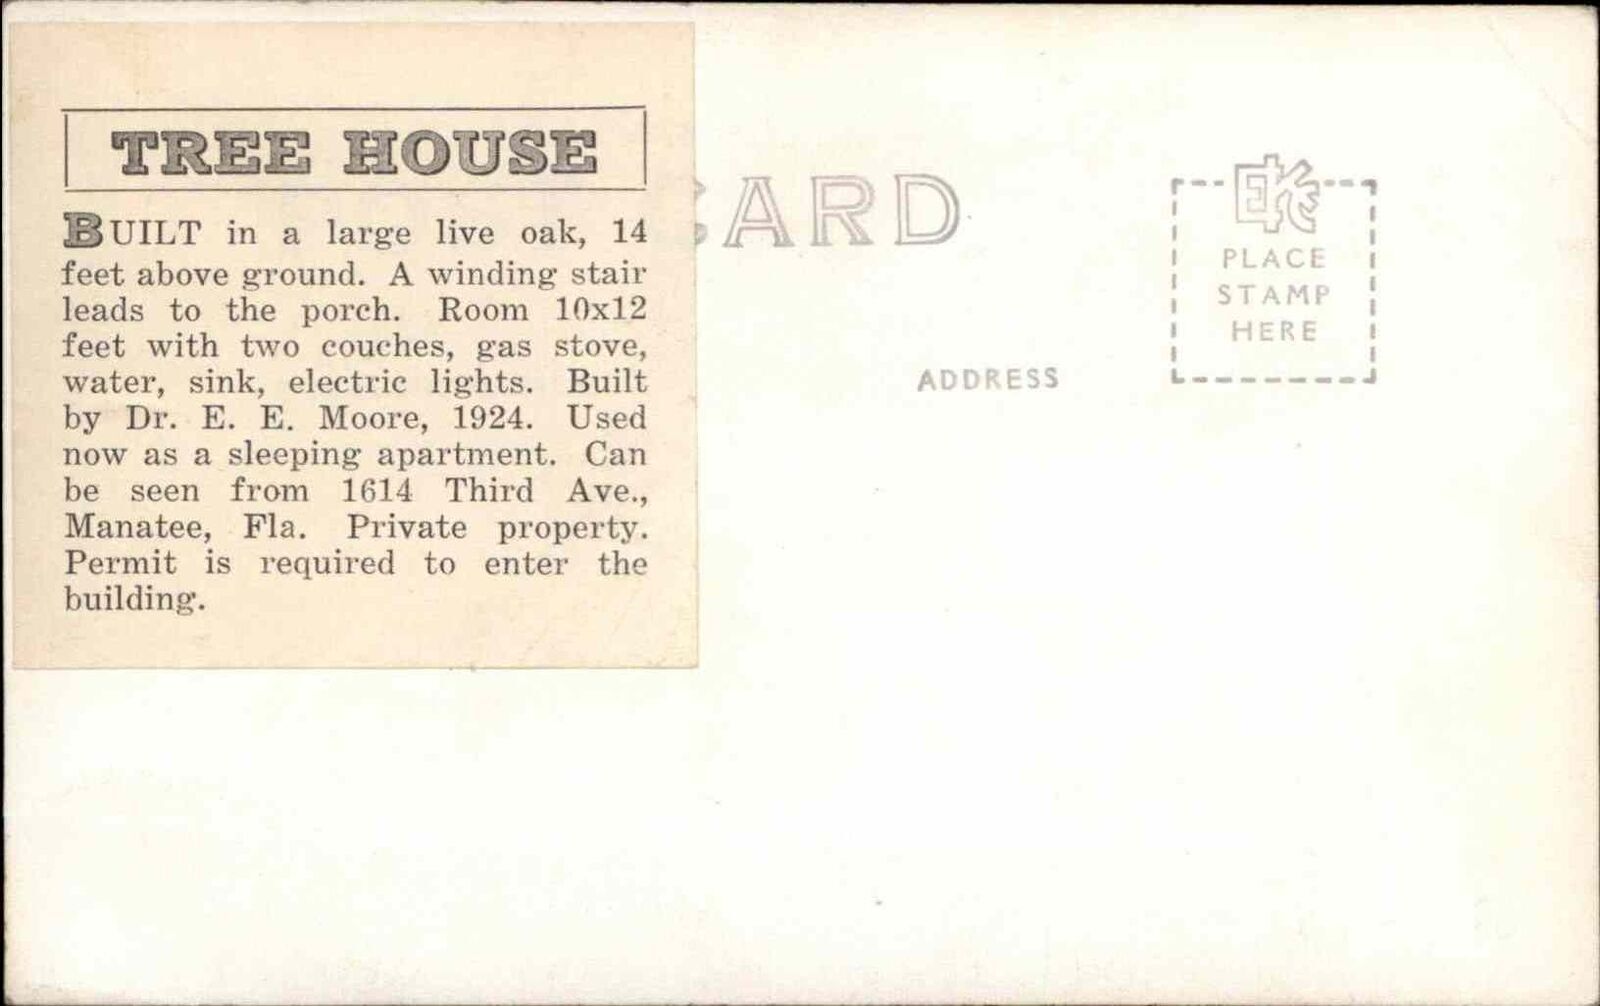 TREE HOUSE
BUILT in a large live oak, 14
feet above ground. A winding stair
leads to the porch. Room 10x12
feet with two couches, gas stove,
water, sink, electric lights. Built
by Dr. E. E. Moore, 1924. Used
now as a sleeping apartment. Can
be seen from 1614 Third Ave.,
Manatee, Fla. Private property.
Permit is required to enter the
building.
CARD
ADDRESS
EKC
PLACE
STAMP
HERE